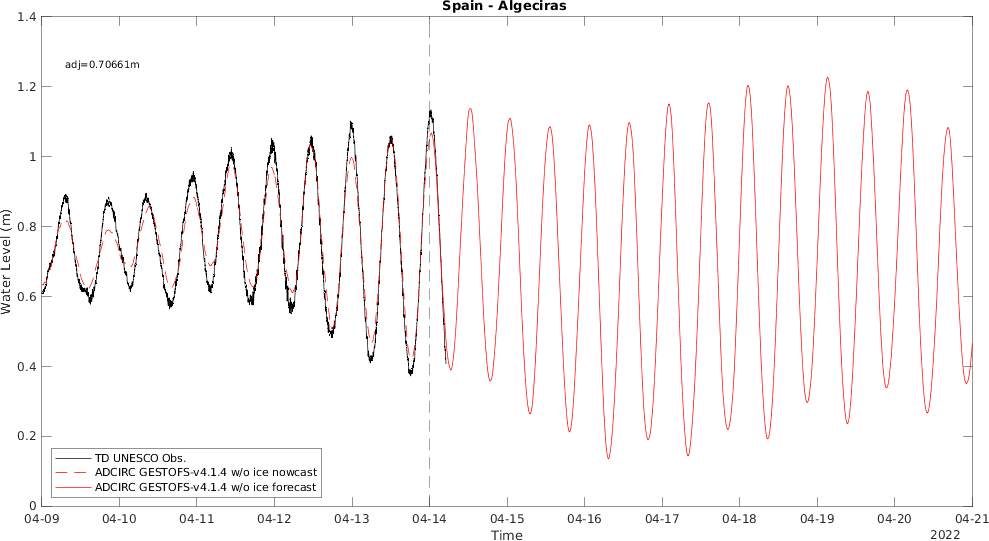 Spain - Algeciras
adj=0.70661m
Water Level (m)
1.4
1.2
1
0.8
0.6
0.4
0.2
0
TD UNESCO Obs.
ADCIRC GESTOFS-v4.1.4 w/o ice nowcast
ADCIRC GESTOFS-v4.1.4 w/o ice forecast
04-09 04-10 04-11 04-12 04-13 04-14 04-15 04-16 04-17 04-18 04-19 04-20 04-21
Time
2022